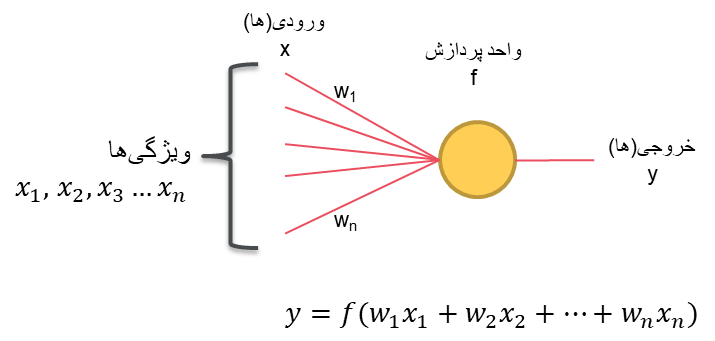 ورودی(ها)
x
واحد پردازش
f
w₁
ویژگی‌ها
x₁, x₂, x₃ … xₙ
خروجی(ها)
y
wₙ
y = f(w₁x₁ + w₂x₂ + ⋯ + wₙxₙ)